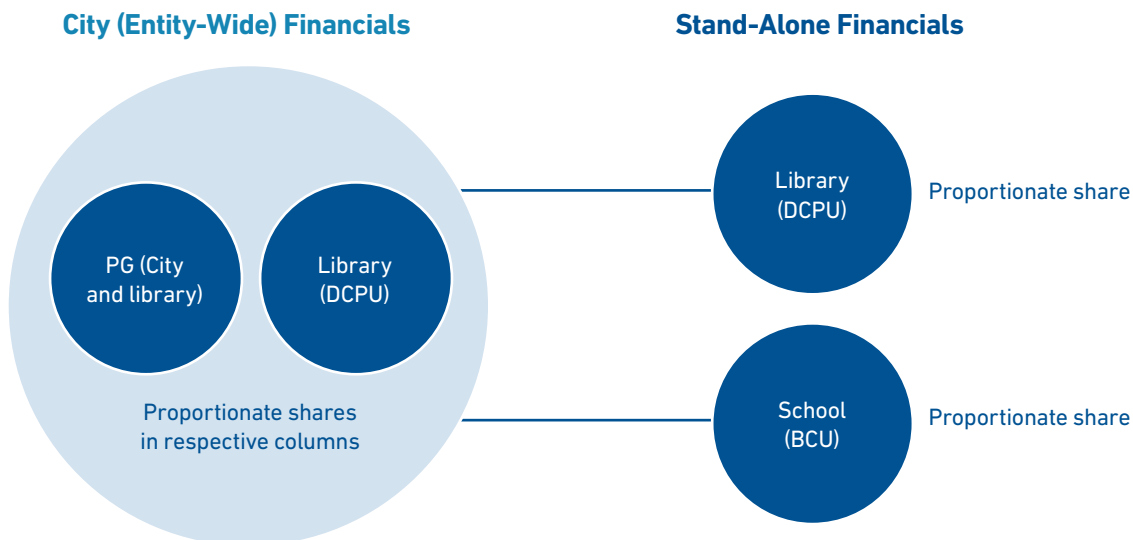 City (Entity-Wide) Financials
Stand-Alone Financials
PG (City
and library)
Library
(DCPU)
Proportionate shares
in respective columns
Library
(DCPU)
Proportionate share
School
(BCU)
Proportionate share